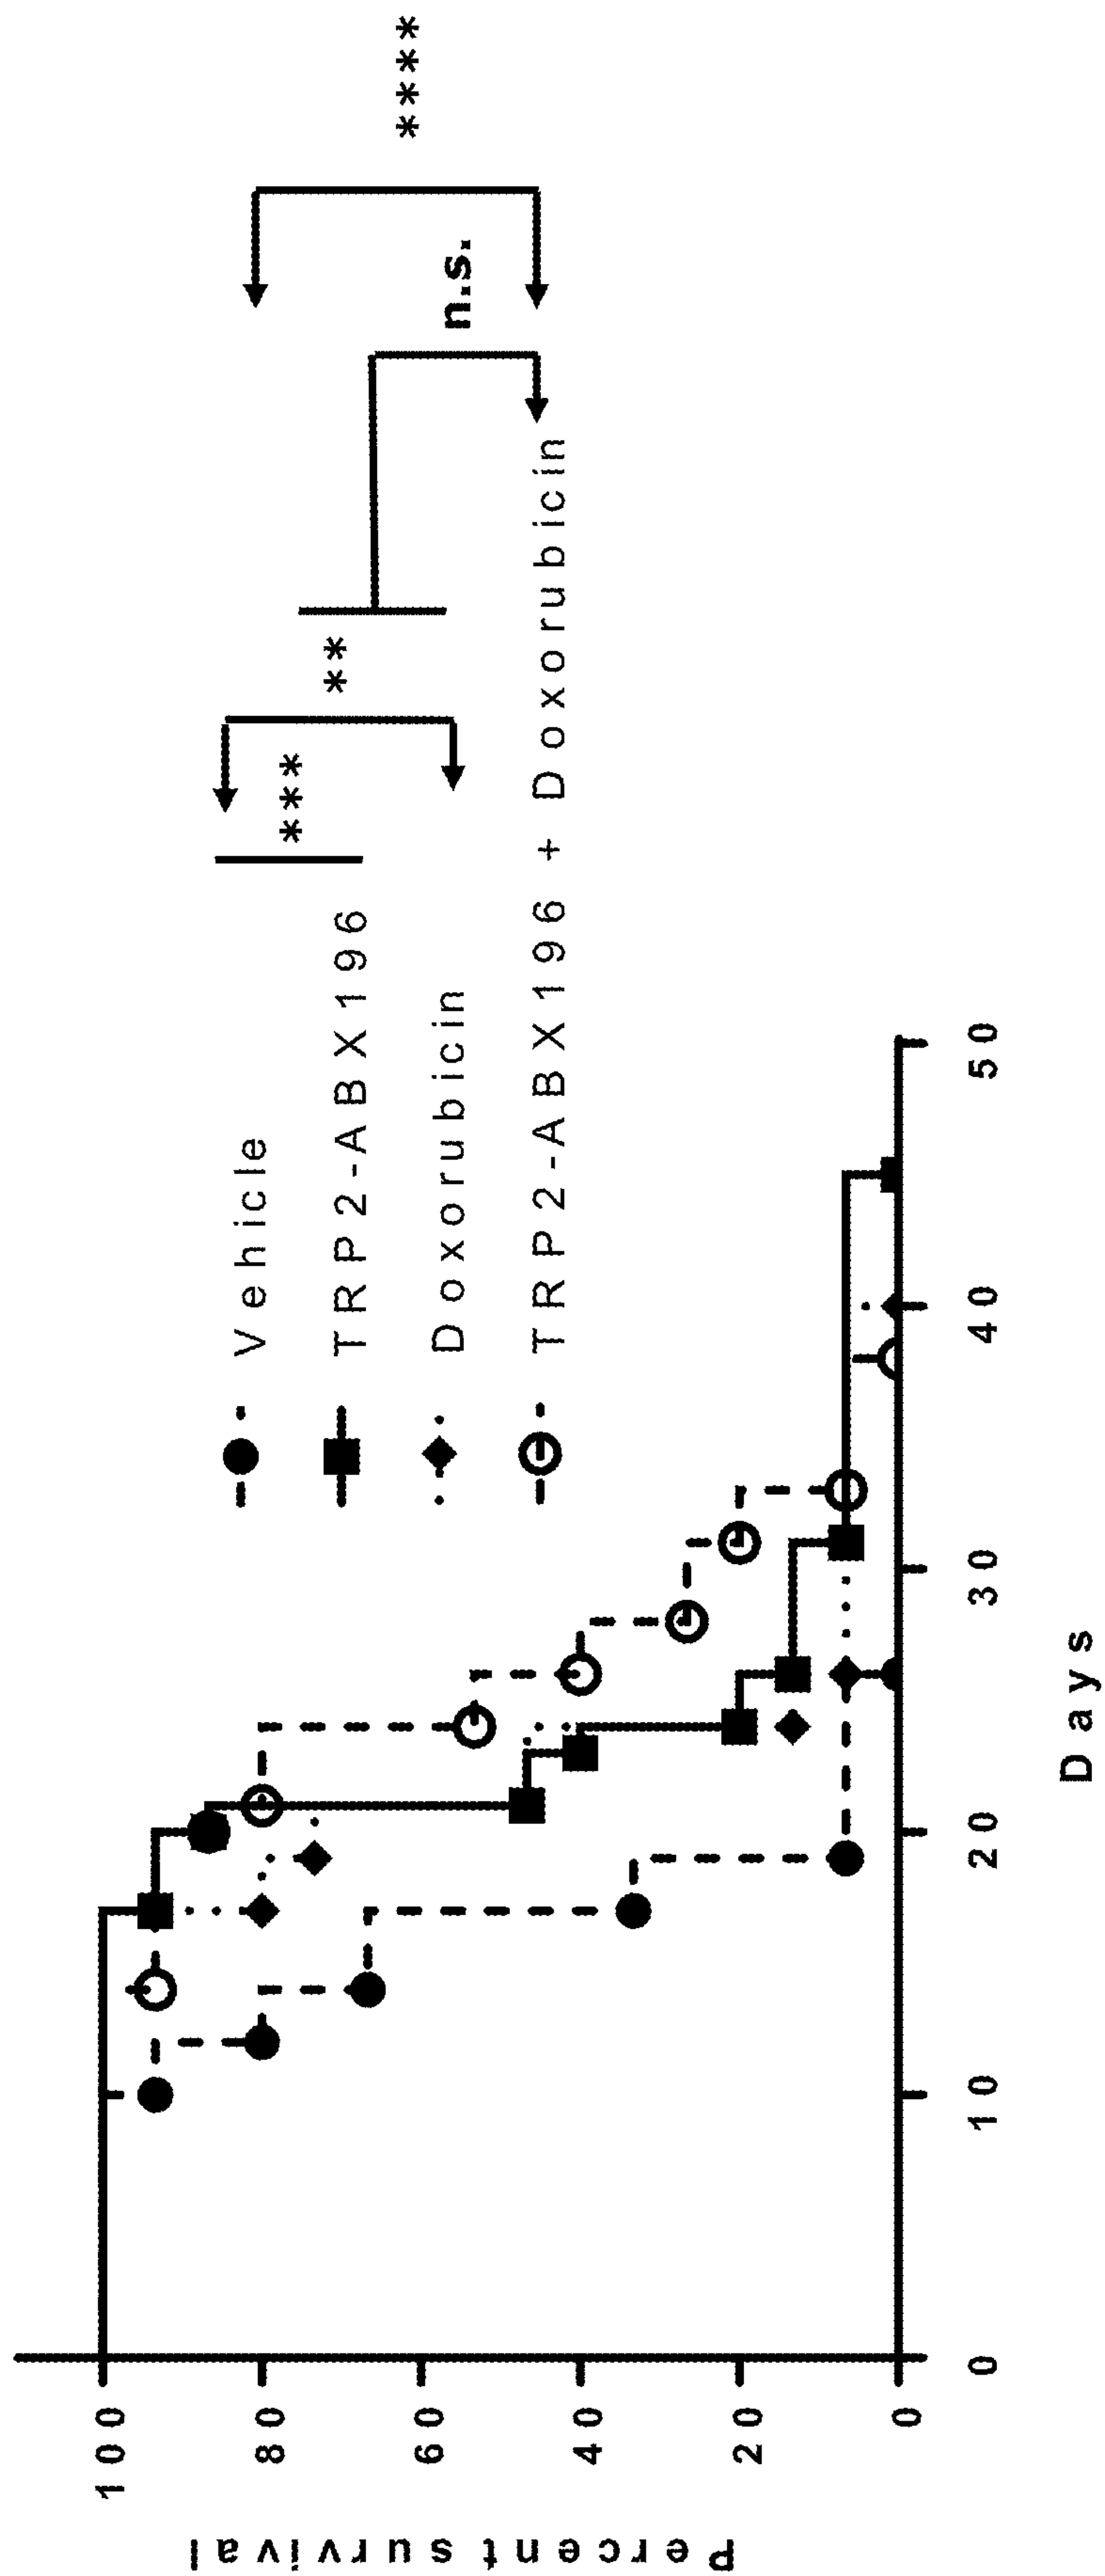 Percent survival
100
80
60
40
20
0
0 10 20 30 40 50
Days
Vehicle
TRP2-ABX196
Doxorubicin
TRP2-ABX196 + Doxorubicin
***
**
n.s.
****